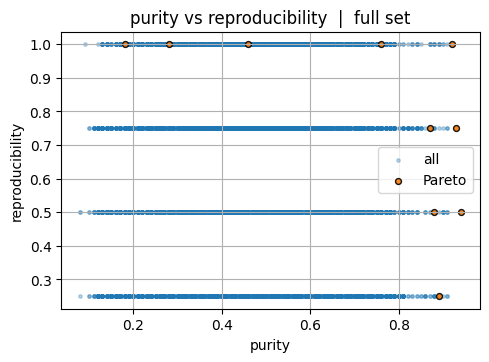 purity vs reproducibility | full set
1.0
0.9
0.8
0.7
0.6
0.5
0.4
0.3
reproducibility
all
Pareto
0.2 0.4 0.6 0.8
purity